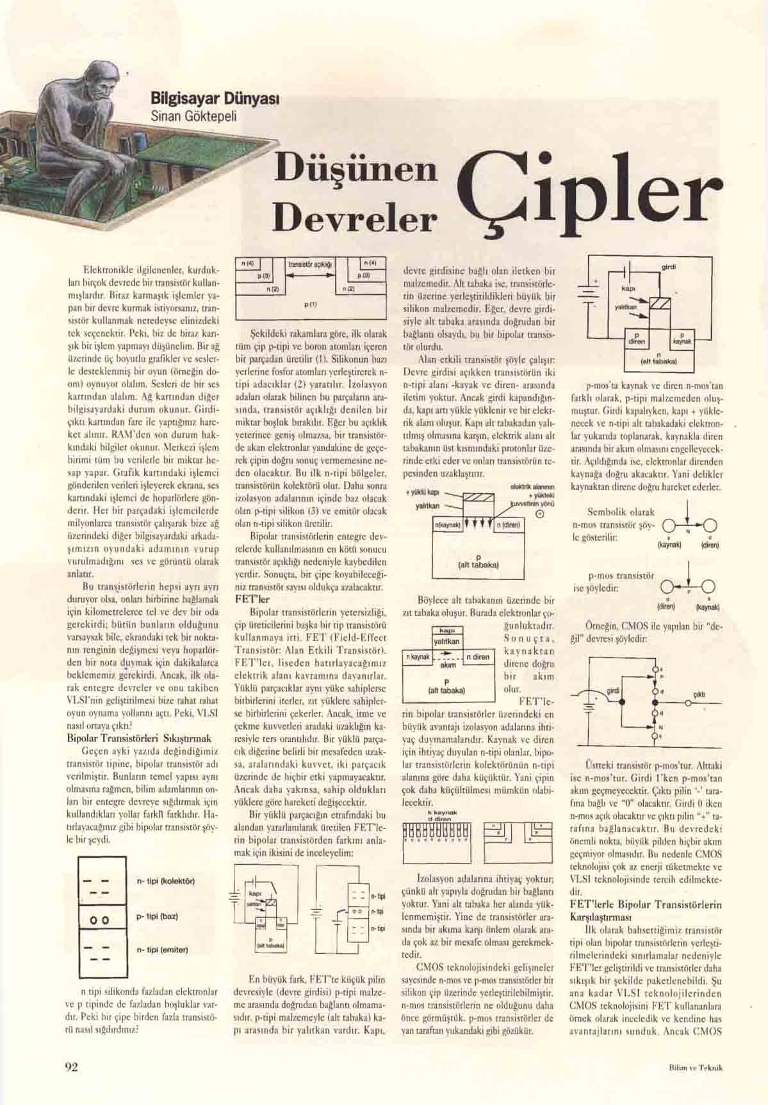 Bilgisayar Dünyası
Sinan Göktepeli
Düşünen
Devreler
Çipler
Elektronikle ilgilenenler, kurduk-
ları birçok devrede bir transistör kullan-
mışlardır. Biraz karmaşık işlemler ya-
pan bir devre kurmak istiyorsanız, tran-
sistör kullanmak neredeyse elinizdeki
tek seçenektir. Peki, biz de biraz karı-
şık bir işlem yapmayı düşünelim. Bir ağ
üzerinde üç boyutlu grafikler ve sesler-
le desteklenmiş bir oyun (örneğin do-
om) oynuyor olalım. Sesleri de bir ses
kartından alalım. Ağ kartından diğer
bilgisayardaki durum okunur. Girdi-
çıktı kartından fare ile yaptığımız hare-
ket alınır. RAM'den son durum hak-
kındaki bilgiler okunur. Merkezi işlem
birimi tüm bu verilerle bir miktar he-
sap yapar. Grafik kartındaki işlemci
gönderilen verileri işleyerek ekrana, ses
kartındaki işlemci de hoparlörlere gön-
derir. Her bir parçadaki işlemcilerde
milyonlarca transistör çalışarak bize ağ
üzerindeki diğer bilgisayardaki arkada-
şımızın oyundaki adamının vurup
vurulmadığını ses ve görüntü olarak
anlatır.
Bu transistörlerin hepsi ayrı ayrı
duruyor olsa, onları birbirine bağlamak
için kilometrelerce tel ve dev bir oda
gerekirdi; bütün bunların olduğunu
varsaysak bile, ekrandaki tek bir nokta-
nın renginin değişmesi veya hoparlör-
den bir nota duymak için dakikalarca
beklememiz gerekirdi. Ancak, ilk ola-
rak entegre devreler ve onu takiben
VLSI'nin geliştirilmesi bize rahat rahat
oyun oynama yollarını açtı. Peki, VLSI
nasıl ortaya çıktı?
Bipolar Transistörleri Sıkıştırmak
Geçen ayki yazıda değindiğimiz
transistör tipine, bipolar transistör adı
verilmiştir. Bunların temel yapısı aynı
olmasına rağmen, bilim adamlarının on-
ları bir entegre devreye sığdırmak için
kullandıkları yollar farklı farklıdır. Ha-
tırlayacağınız gibi bipolar transistör şöy-
le bir şeydi.
n- tipi (kolektör)
p- tipi (baz)
n- tipi (emiter)
n tipi silikonda fazladan elektronlar
ve p tipinde de fazladan boşluklar var-
dır. Peki bir çipe birden fazla transistö-
rü nasıl sığdırdınız?
n (4) transistör açıklığı n (4)
p (3) p (3)
n (2) n (2)
p (1)
Şekildeki rakamlara göre, ilk olarak
tüm çip p-tipi ve boron atomları içeren
bir parçadan üretilir (1). Silikonun bazı
yerlerine fosfor atomları yerleştirerek n-
tipi adacıklar (2) yaratılır. İzolasyon
adaları olarak bilinen bu parçaların ara-
sında, transistör açıklığı denilen bir
miktar boşluk bırakılır. Eğer bu açıklık
yeterince geniş olmazsa, bir transistör-
de akan elektronlar yandakine de geçe-
rek çipin doğru sonuç vermemesine ne-
den olacaktır. Bu ilk n-tipi bölgeler,
transistörün kolektörü olur. Daha sonra
izolasyon adalarının içinde baz olacak
olan p-tipi silikon (3) ve emitör olacak
olan n-tipi silikon üretilir.
Bipolar transistörlerin entegre dev-
relerde kullanılmasının en kötü sonucu
transistör açıklığı nedeniyle kaybedilen
yerdir. Sonuçta, bir çipe koyabileceği-
niz transistör sayısı oldukça azalacaktır.
FET'ler
Bipolar transistörlerin yetersizliği,
çip üreticilerini başka bir tip transistörü
kullanmaya itti. FET (Field-Effect
Transistör: Alan Etkili Transistör).
FET'ler, liseden hatırlayacağımız
elektrik alanı kavramına dayanırlar.
Yüklü parçacıklar aynı yüke sahiplerse
birbirlerini iterler, zıt yüklere sahipler-
se birbirlerini çekerler. Ancak, itme ve
çekme kuvvetleri aradaki uzaklığın ka-
resiyle ters orantılıdır. Bir yüklü parça-
cık diğerine belirli bir mesafeden uzak-
sa, aralarındaki kuvvet, iki parçacık
üzerinde de hiçbir etki yapmayacaktır.
Ancak daha yakınsa, sahip oldukları
yüklere göre hareketi değişecektir.
Bir yüklü parçacığın etrafındaki bu
alandan yararlanılarak üretilen FET'le-
rin bipolar transistörden farkını anla-
mak için ikisini de inceleyelim:
kapı
p
(alt tabaka)
n- tipi
n- tipi
n- tipi
En büyük fark, FET'te küçük pilin
devresiyle (devre girdisi) p-tipi malze-
me arasında doğrudan bağlantı olmama-
sıdır. p-tipi malzemeyle (alt tabaka) ka-
pı arasında bir yalıtkan vardır. Kapı,
devre girdisine bağlı olan iletken bir
malzemedir. Alt tabaka ise, transistörle-
rin üzerine yerleştirildikleri büyük bir
silikon malzemedir. Eğer, devre girdi-
siyle alt tabaka arasında doğrudan bir
bağlantı olsaydı, bu bir bipolar transis-
tör olurdu.
Alan etkili transistör şöyle çalışır:
Devre girdisi açıkken transistörün iki
n-tipi alanı -kayak ve diren- arasında
iletim yoktur. Ancak girdi kapandığın-
da, kapı artı yükle yüklenir ve bir elekt-
rik alanı oluşur. Kapı alt tabakadan yalı-
tılmış olmasına karşın, elektrik alanı alt
tabakanın üst kısmındaki protonlar üze-
rinde etki eder ve onları transistörün te-
pesinden uzaklaştırır.
+ yüklü kapı
yalıtkan
elektrik alanının
+ yükteki
kuvvetinin yönü
n(kaynak) n (diren)
p
(alt tabaka)
Böylece alt tabakanın üzerinde bir
zıt tabaka oluşur. Burada elektronlar ço-
ğunluktadır.
Sonuçta,
kaynaktan
direne doğru
bir akım
olur.
kapı
yalıtkan
n kaynak n diren
akım
p
(alt tabaka)
FET'le-
rin bipolar transistörler üzerindeki en
büyük avantajı izolasyon adalarına ihti-
yaç duymamalarıdır. Kaynak ve diren
için ihtiyaç duyulan n-tipi olanlar, bipo-
lar transistörlerin kolektörünün n-tipi
alanına göre daha küçüktür. Yani çipin
çok daha küçültülmesi mümkün olabi-
lecektir.
k kaynak
d diren
İzolasyon adalarına ihtiyaç yoktur;
çünkü alt yapıyla doğrudan bir bağlantı
yoktur. Yani alt tabaka her alanda yük-
lenmemiştir. Yine de transistörler ara-
sında bir akıma karşı önlem olarak ara-
da çok az bir mesafe olması gerekmek-
tedir.
CMOS teknolojisindeki gelişmeler
sayesinde n-mos ve p-mos transistörler bir
silikon çip üzerinde yerleştirilebilmiştir.
n-mos transistörlerin ne olduğunu daha
önce görmüştük. p-mos transistörler de
yan taraftan yukarıdaki gibi gözükür.
girdi
kapı
yalıtkan
p
diren
p
kaynak
n
(alt tabaka)
p-mos'ta kaynak ve diren n-mos'tan
farklı olarak, p-tipi malzemeden oluş-
muştur. Girdi kapalıyken, kapı + yükle-
necek ve n-tipi alt tabakadaki elektron-
lar yukarıda toplanarak, kaynakla diren
arasında bir akım olmasını engelleyecek-
tir. Açıldığında ise, elektronlar direnden
kaynağa doğru akacaktır. Yani delikler
kaynaktan direne doğru hareket ederler.
Sembolik olarak
n-mos transistör şöy-
le gösterilir:
(kaynak) (diren)
p-mos transistör
ise şöyledir:
(diren) (kaynak)
Örneğin, CMOS ile yapılan bir "de-
ğil" devresi şöyledir:
girdi
çıktı
Üstteki transistör p-mos'tur. Alttaki
ise n-mos'tur. Girdi 1'ken p-mos'tan
akım geçmeyecektir. Çıktı pilin '-' tara-
fına bağlı ve "0" olacaktır. Girdi 0 iken
n-mos açık olacaktır ve çıktı pilin "+" ta-
rafına bağlanacaktır. Bu devredeki
önemli nokta, büyük pilden hiçbir akım
geçmiyor olmasıdır. Bu nedenle CMOS
teknolojisi çok az enerji tüketmekte ve
VLSI teknolojisinde tercih edilmekte-
dir.
FET'lerle Bipolar Transistörlerin
Karşılaştırması
İlk olarak bahsettiğimiz transistör
tipi olan bipolar transistörlerin yerleşti-
rilmelerindeki sınırlamalar nedeniyle
FET'ler geliştirildi ve transistörler daha
sıkışık bir şekilde paketlenebildi. Şu
ana kadar VLSI teknolojilerinden
CMOS teknolojisini FET kullananlara
örnek olarak inceledik ve kendine has
avantajlarını sunduk. Ancak CMOS
92
Bilim ve Teknik